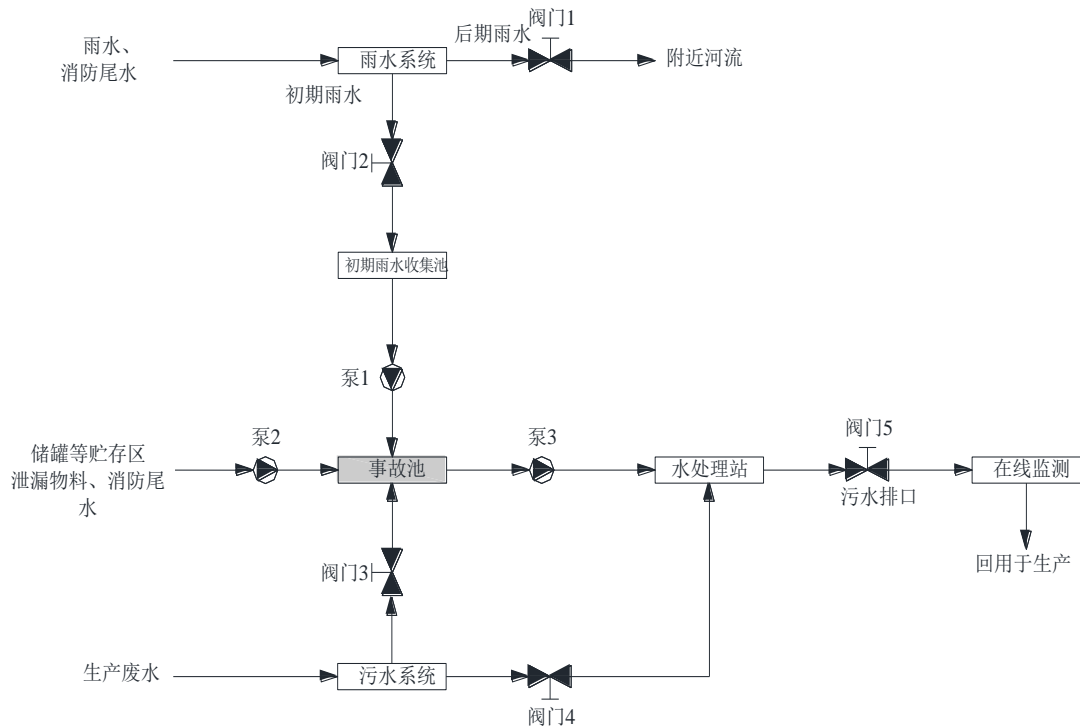 阀门1
后期雨水
雨水、
消防尾水
雨水系统
附近河流
初期雨水
阀门2
初期雨水收集池
泵1
储罐等贮存区
泄漏物料、消防尾
水
泵2
事故池
泵3
水处理站
阀门5
污水排口
在线监测
回用于生产
阀门3
生产废水
污水系统
阀门4